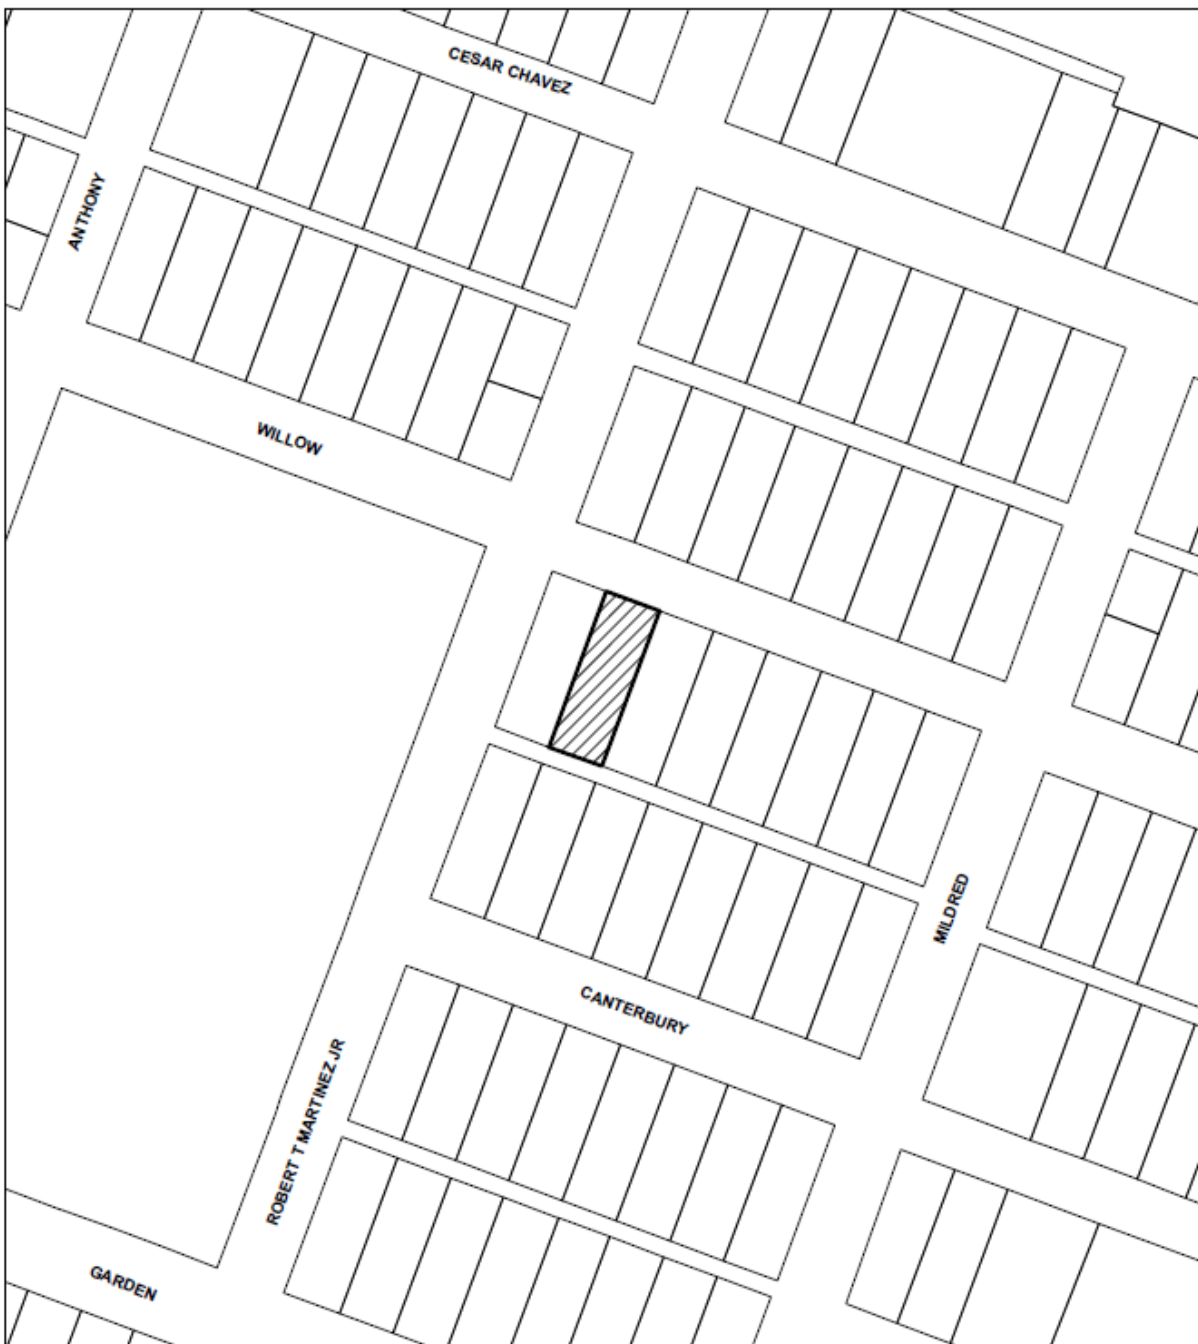 CESAR CHAVEZ
ANTHONY
WILLOW
MILDRED
CANTERBURY
ROBERT T MARTINEZ JR
GARDEN